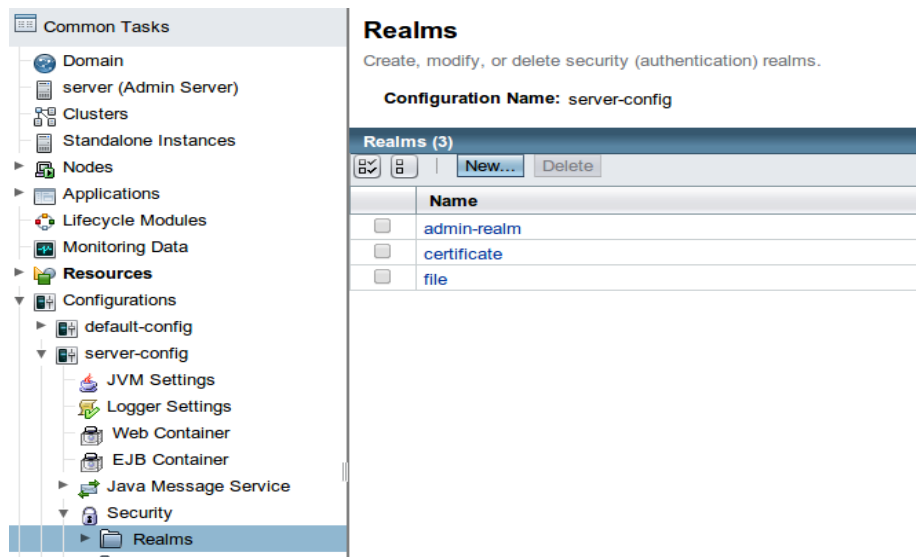 Common Tasks
Domain
server (Admin Server)
Clusters
Standalone Instances
Nodes
Applications
Lifecycle Modules
Monitoring Data
Resources
Configurations
default-config
server-config
JVM Settings
Logger Settings
Web Container
EJB Container
Java Message Service
Security
Realms
Realms
Create, modify, or delete security (authentication) realms.
Configuration Name: server-config
Realms (3)
New... Delete
Name
admin-realm
certificate
file